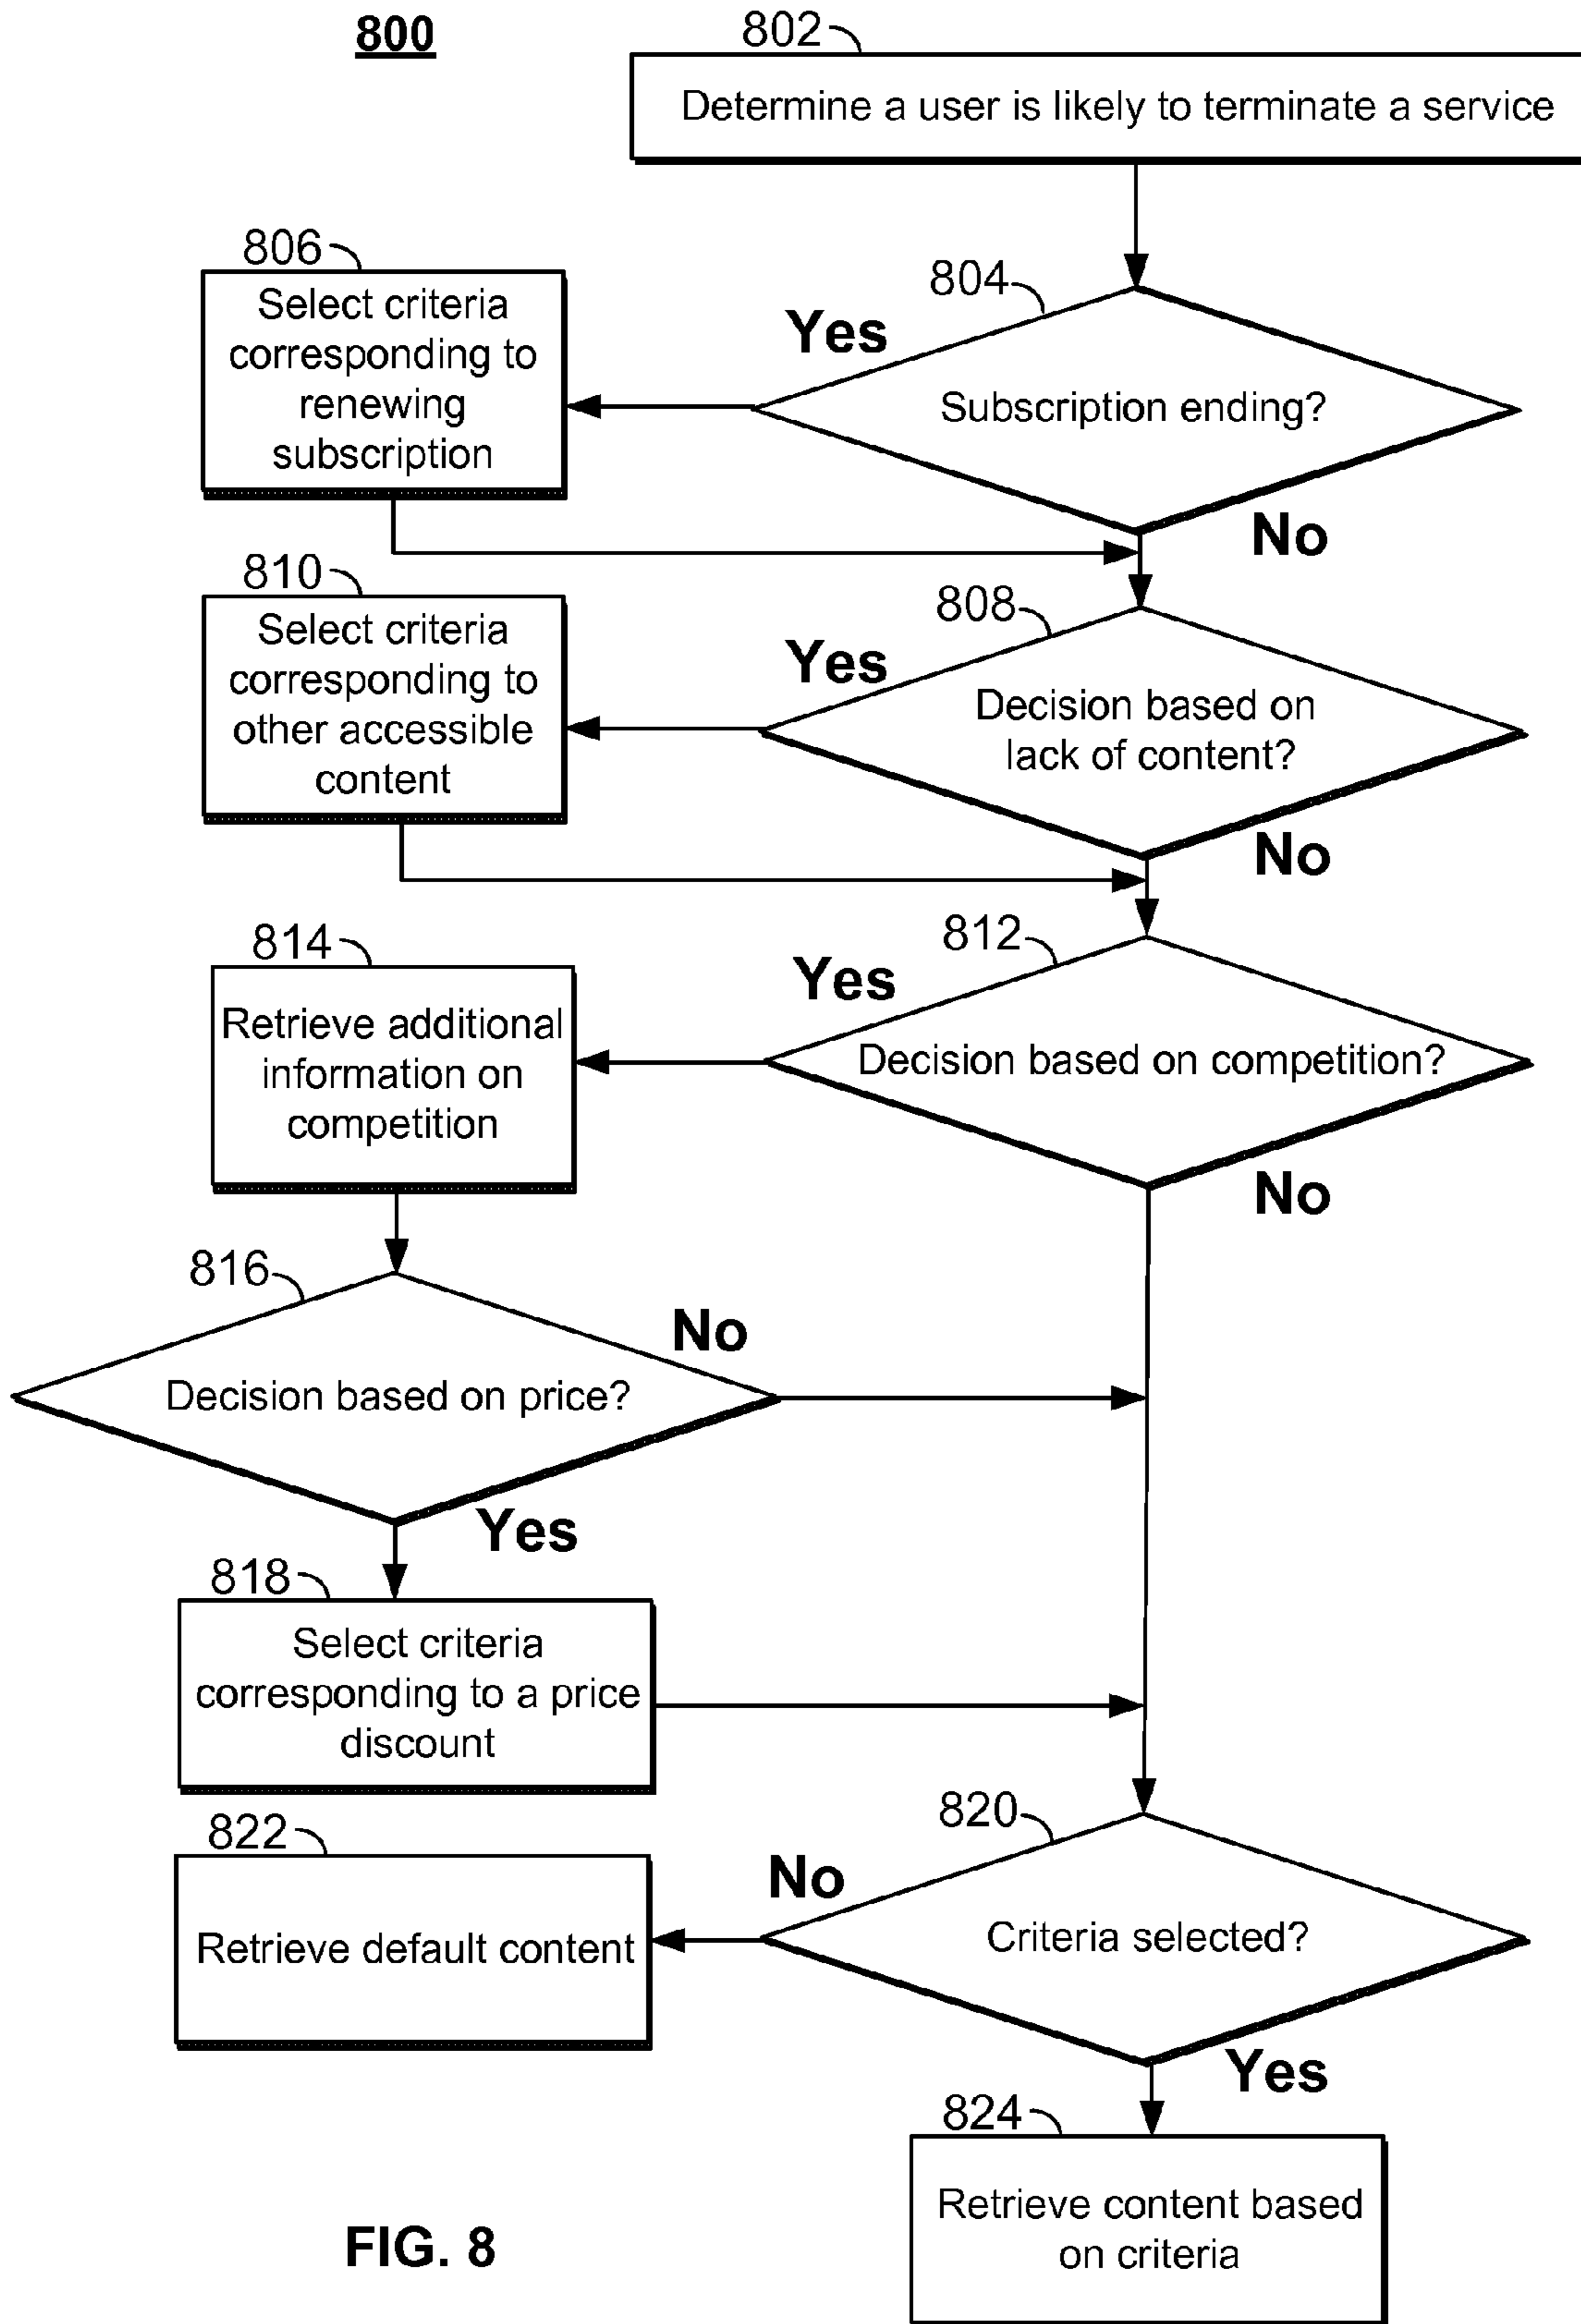 800
802
Determine a user is likely to terminate a service
806
Select criteria
corresponding to
renewing
subscription
804
Yes
Subscription ending?
No
810
Select criteria
corresponding to
other accessible
content
808
Yes
Decision based on
lack of content?
No
814
Retrieve additional
information on
competition
812
Yes
Decision based on competition?
No
816
Decision based on price?
No
Yes
818
Select criteria
corresponding to a price
discount
820
Criteria selected?
No
822
Retrieve default content
Yes
824
Retrieve content based
on criteria
FIG. 8